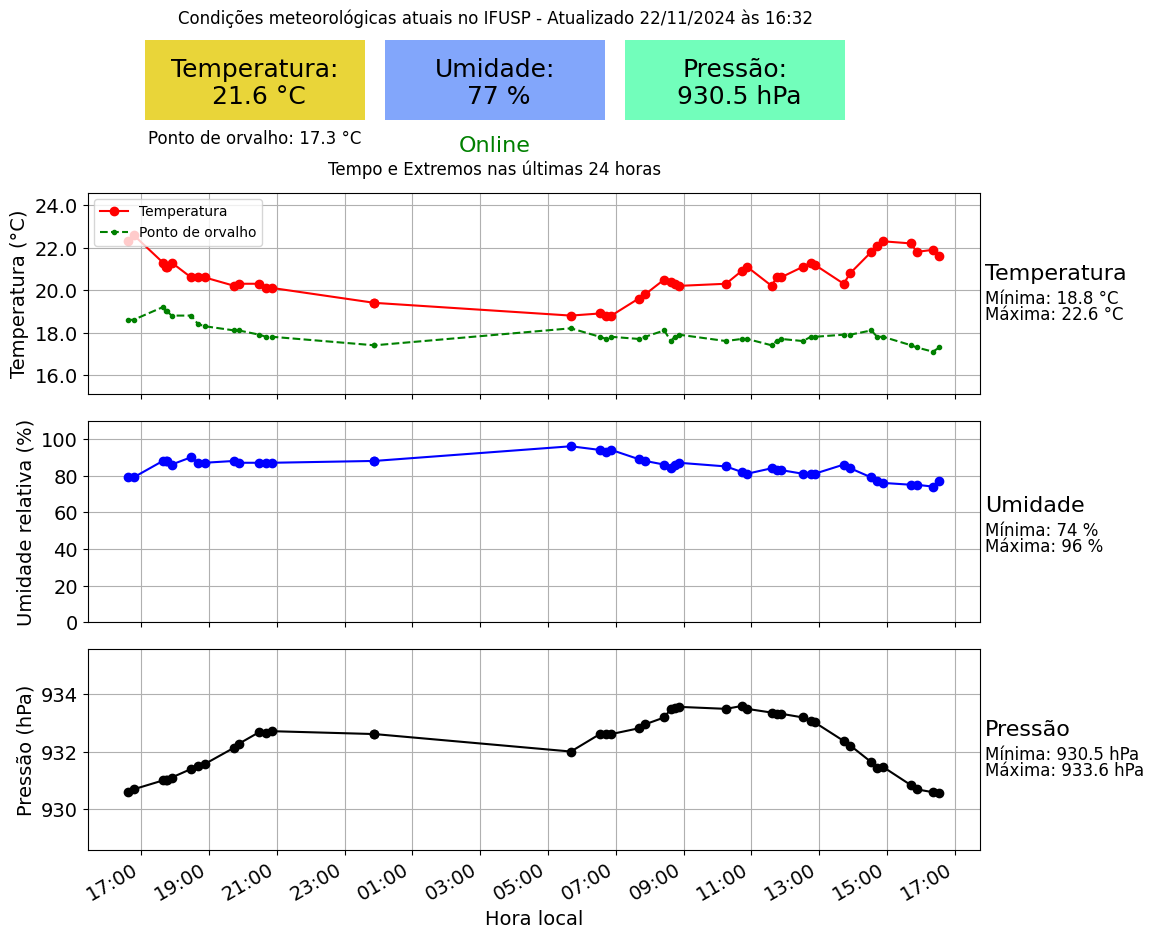 Condições meteorológicas atuais no IFUSP - Atualizado 22/11/2024 às 16:32
Temperatura:
21.6 °C
Umidade:
77 %
Pressão:
930.5 hPa
Ponto de orvalho: 17.3 °C
Online
Tempo e Extremos nas últimas 24 horas
Temperatura (°C)
24.0
22.0
20.0
18.0
16.0
Temperatura
Ponto de orvalho
Temperatura
Mínima: 18.8 °C
Máxima: 22.6 °C
Umidade relativa (%)
100
80
60
40
20
0
Umidade
Mínima: 74 %
Máxima: 96 %
Pressão (hPa)
934
932
930
Pressão
Mínima: 930.5 hPa
Máxima: 933.6 hPa
17:00 19:00 21:00 23:00 01:00 03:00 05:00 07:00 09:00 11:00 13:00 15:00 17:00
Hora local